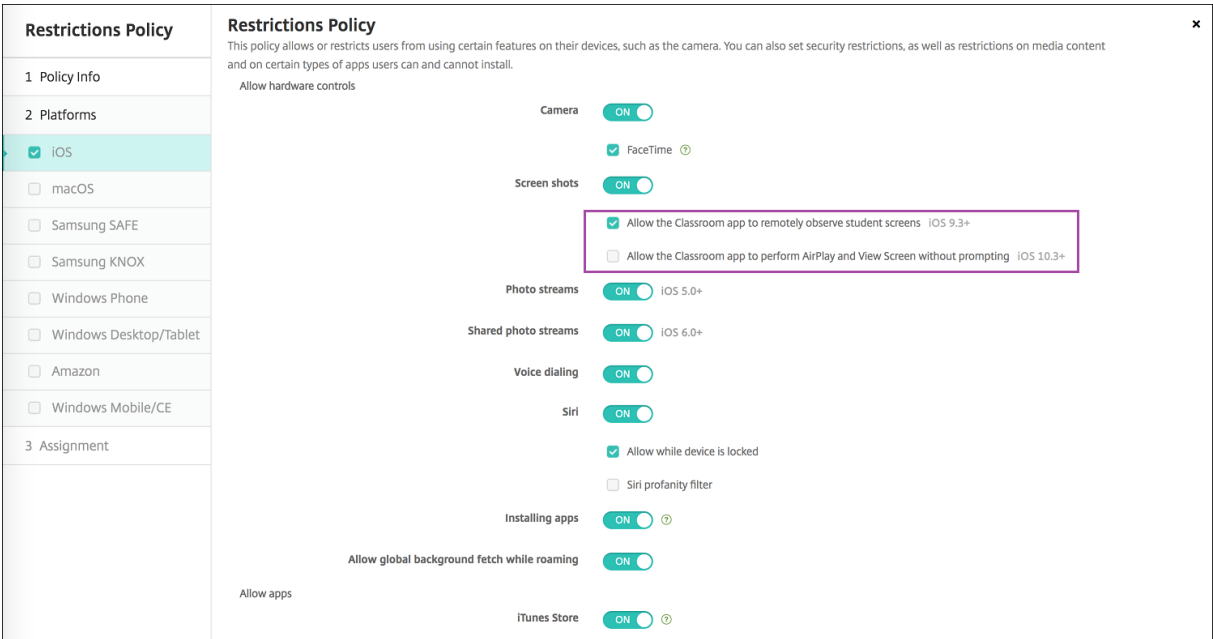 Restrictions Policy
1 Policy Info
2 Platforms
iOS
macOS
Samsung SAFE
Samsung KNOX
Windows Phone
Windows Desktop/Tablet
Amazon
Windows Mobile/CE
3 Assignment
Restrictions Policy
This policy allows or restricts users from using certain features on their devices, such as the camera. You can also set security restrictions, as well as restrictions on media content
and on certain types of apps users can and cannot install.
Allow hardware controls
Camera ON
FaceTime ?
Screen shots ON
Allow the Classroom app to remotely observe student screens iOS 9.3+
Allow the Classroom app to perform AirPlay and View Screen without prompting iOS 10.3+
Photo streams ON iOS 5.0+
Shared photo streams ON iOS 6.0+
Voice dialing ON
Siri ON
Allow while device is locked
Siri profanity filter
Installing apps ON ?
Allow global background fetch while roaming ON
Allow apps
iTunes Store ON ?